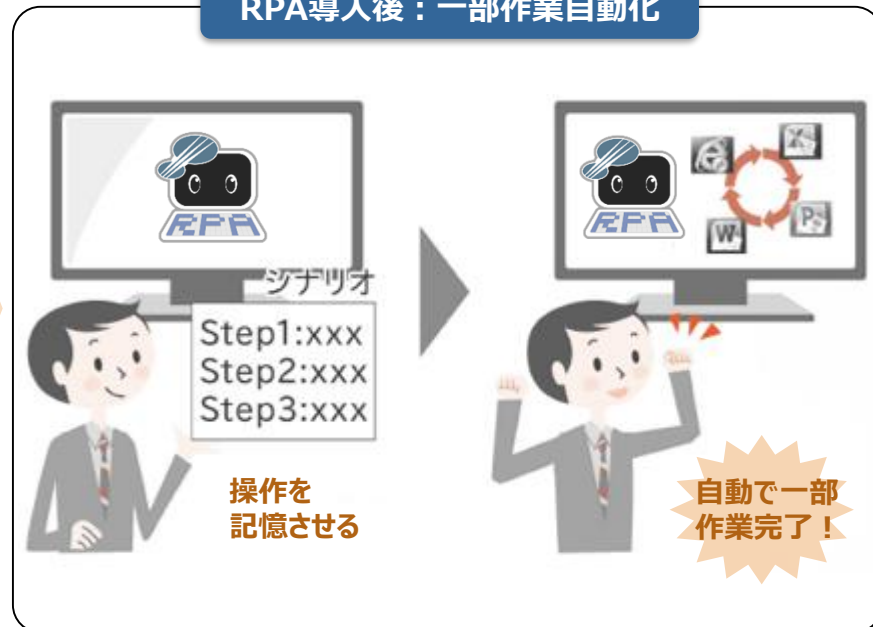 RPA導入後：一部作業自動化
RPA
シナリオ
Step1:xxx
Step2:xxx
Step3:xxx
操作を
記憶させる
RPA
e
X
W
P
自動で一部
作業完了！